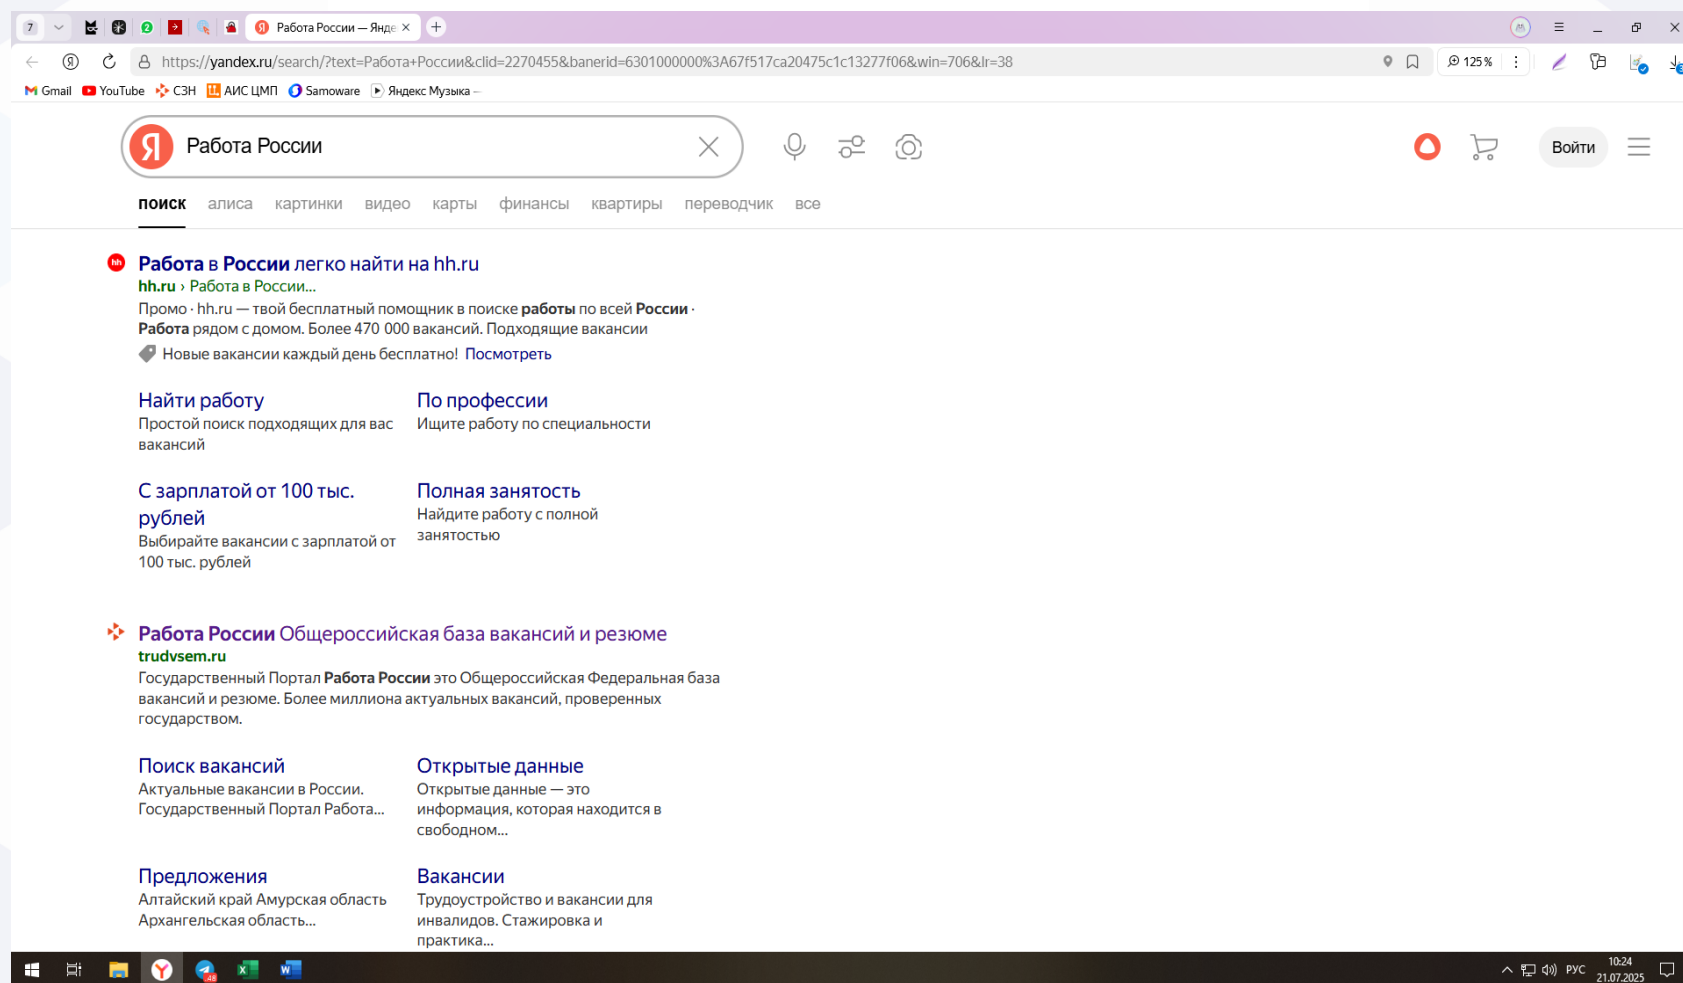 7
2
Работа России — Янде
https://yandex.ru/search/?text=Работа+России&clid=2270455&banerid=6301000000%3A67f517ca20475c1c13277f06&win=706&lr=38
125 %
Gmail YouTube СЗН АИС ЦМП Samoware Яндекс Музыка —
Я Работа России
Войти
поиск алиса картинки видео карты финансы квартиры переводчик все
hh Работа в России легко найти на hh.ru
hh.ru › Работа в России...
Промо · hh.ru — твой бесплатный помощник в поиске работы по всей России ·
Работа рядом с домом. Более 470 000 вакансий. Подходящие вакансии
Новые вакансии каждый день бесплатно! Посмотреть
Найти работу
Простой поиск подходящих для вас
вакансий
По профессии
Ищите работу по специальности
С зарплатой от 100 тыс.
рублей
Выбирайте вакансии с зарплатой от
100 тыс. рублей
Полная занятость
Найдите работу с полной
занятостью
Работа России Общероссийская база вакансий и резюме
trudvsem.ru
Государственный Портал Работа России это Общероссийская Федеральная база
вакансий и резюме. Более миллиона актуальных вакансий, проверенных
государством.
Поиск вакансий
Актуальные вакансии в России.
Государственный Портал Работа...
Открытые данные
Открытые данные — это
информация, которая находится в
свободном...
Предложения
Алтайский край Амурская область
Архангельская область...
Вакансии
Трудоустройство и вакансии для
инвалидов. Стажировка и
практика...
РУС
10:24
21.07.2025